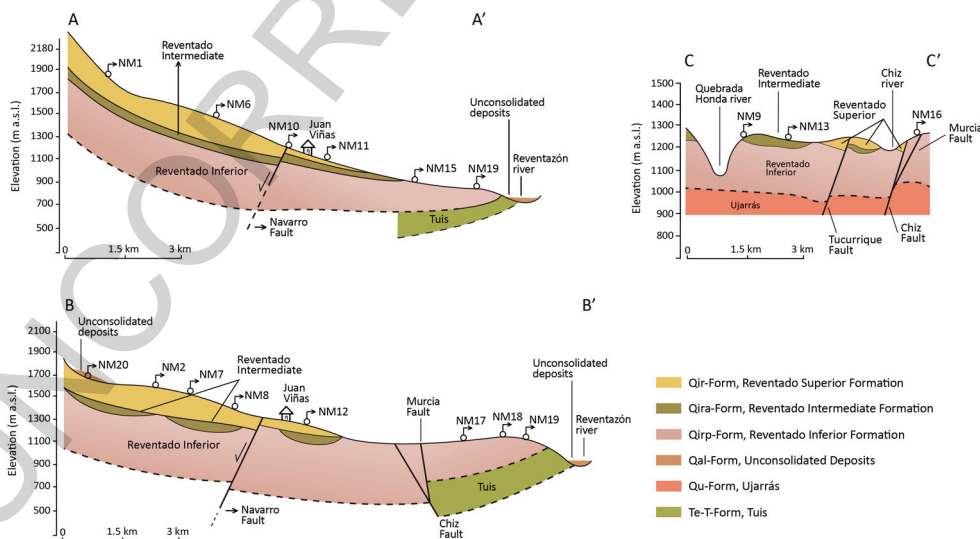 A
A'
2180
1900
1700
1500
1300
1100
900
700
500
Elevation (m a.s.l.)
Reventado
Intermediate
NM1
NM6
NM10
Juan
Viñas
NM11
NM15
NM19
Unconsolidated
deposits
Reventazón
river
Reventado Inferior
Tuis
Navarro
Fault
0
1.5 km
3 km
C
C'
1500
1400
1300
1200
1100
1000
900
800
Elevation (m a.s.l.)
Quebrada
Honda river
Reventado
Intermediate
Chiz
river
NM9
NM13
Reventado
Superior
NM16
Murcia
Fault
Reventado
Inferior
Ujarrás
Tucurrique
Fault
Chiz
Fault
0
1.5 km
3 km
B
B'
2100
1900
1700
1500
1300
1100
900
700
500
Elevation (m a.s.l.)
Unconsolidated
deposits
NM20
NM2
NM7
Reventado
Intermediate
NM8
Juan
Viñas
NM12
Murcia
Fault
NM17
NM18
NM19
Unconsolidated
deposits
Reventazón
river
Reventado Inferior
Tuis
Navarro
Fault
Chiz
Fault
0
1.5 km
3 km
Qir-Form, Reventado Superior Formation
Qira-Form, Reventado Intermediate Formation
Qirp-Form, Reventado Inferior Formation
Qal-Form, Unconsolidated Deposits
Qu-Form, Ujarrás
Te-T-Form, Tuis
UNCORRE